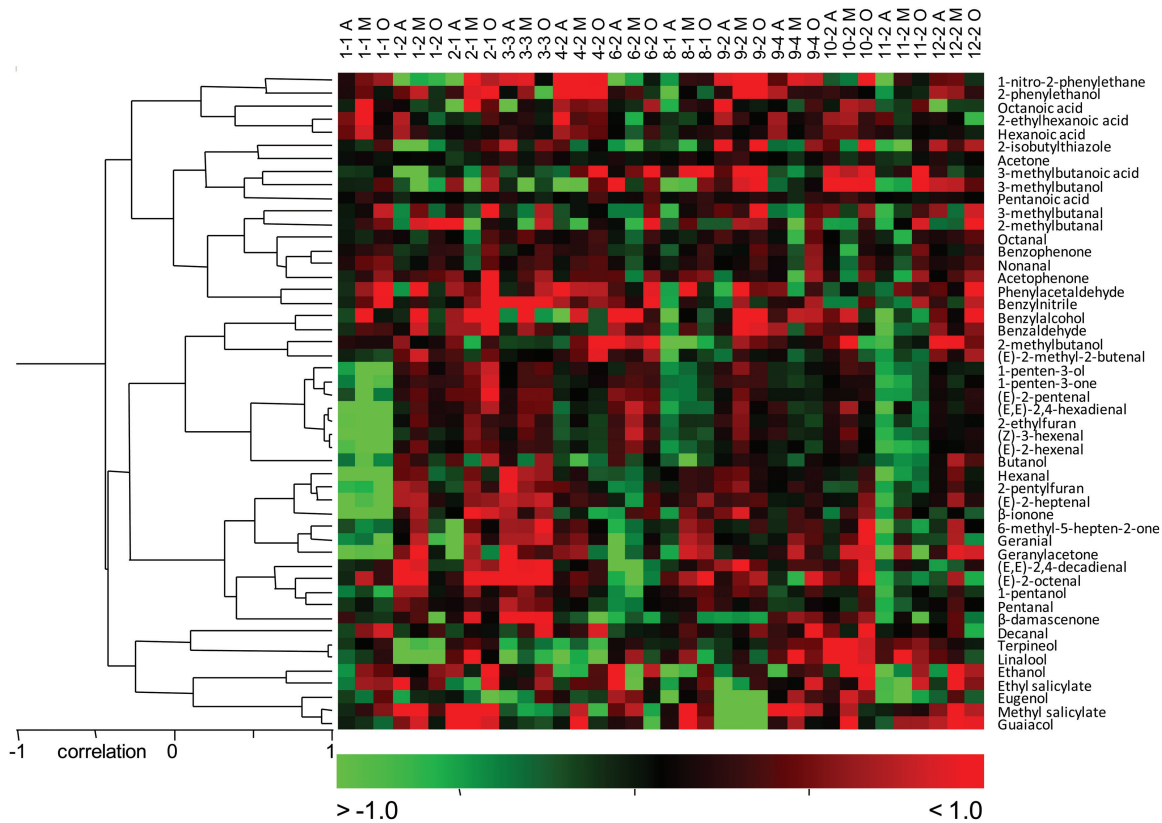 1-1 A
1-1 M
1-1 O
1-2 A
1-2 M
1-2 O
2-1 A
2-1 M
2-1 O
3-3 A
3-3 M
3-3 O
4-2 A
4-2 M
4-2 O
6-2 A
6-2 M
6-2 O
8-1 A
8-1 M
8-1 O
9-2 A
9-2 M
9-2 O
9-4 A
9-4 M
9-4 O
10-2 A
10-2 M
10-2 O
11-2 A
11-2 M
11-2 O
12-2 A
12-2 M
12-2 O
1-nitro-2-phenylethane
2-phenylethanol
Octanoic acid
2-ethylhexanoic acid
Hexanoic acid
2-isobutylthiazole
Acetone
3-methylbutanoic acid
3-methylbutanol
Pentanoic acid
3-methylbutanal
2-methylbutanal
Octanal
Benzophenone
Nonanal
Acetophenone
Phenylacetaldehyde
Benzylnitrile
Benzylalcohol
Benzaldehyde
2-methylbutanol
(E)-2-methyl-2-butenal
1-penten-3-ol
1-penten-3-one
(E)-2-pentenal
(E,E)-2,4-hexadienal
2-ethylfuran
(Z)-3-hexenal
(E)-2-hexenal
Butanol
Hexanal
2-pentylfuran
(E)-2-heptenal
β-ionone
6-methyl-5-hepten-2-one
Geranial
Geranylacetone
(E,E)-2,4-decadienal
(E)-2-octenal
1-pentanol
Pentanal
β-damascenone
Decanal
Terpineol
Linalool
Ethanol
Ethyl salicylate
Eugenol
Methyl salicylate
Guaiacol
-1 correlation 0 1
> -1.0 < 1.0